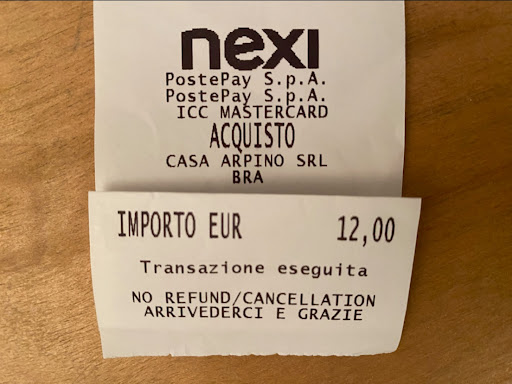 nexi
PostePay S.p.A.
PostePay S.p.A.
ICC MASTERCARD
ACQUISTO
CASA ARPINO SRL
BRA
IMPORTO EUR 12,00
Transazione eseguita
NO REFUND/CANCELLATION
ARRIVEDERCI E GRAZIE